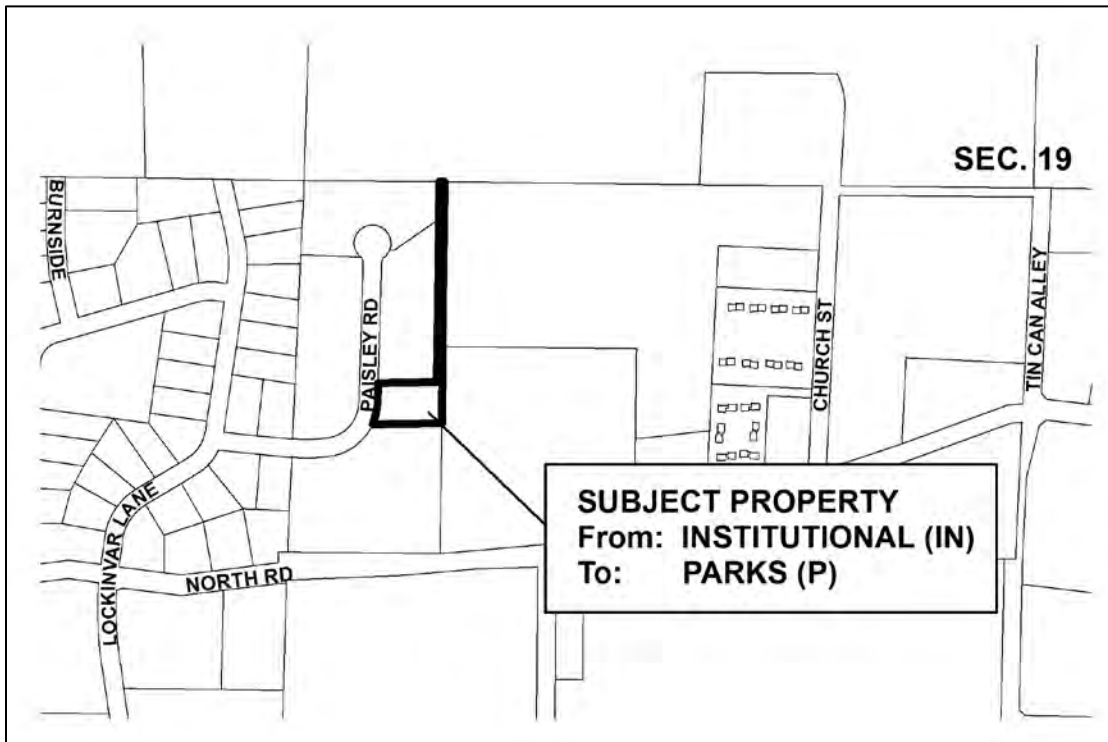 SEC. 19
BURNSIDE
PAISLEY RD
CHURCH ST
TIN CAN ALLEY
LOCKINVAR LANE
NORTH RD
SUBJECT PROPERTY
From: INSTITUTIONAL (IN)
To: PARKS (P)